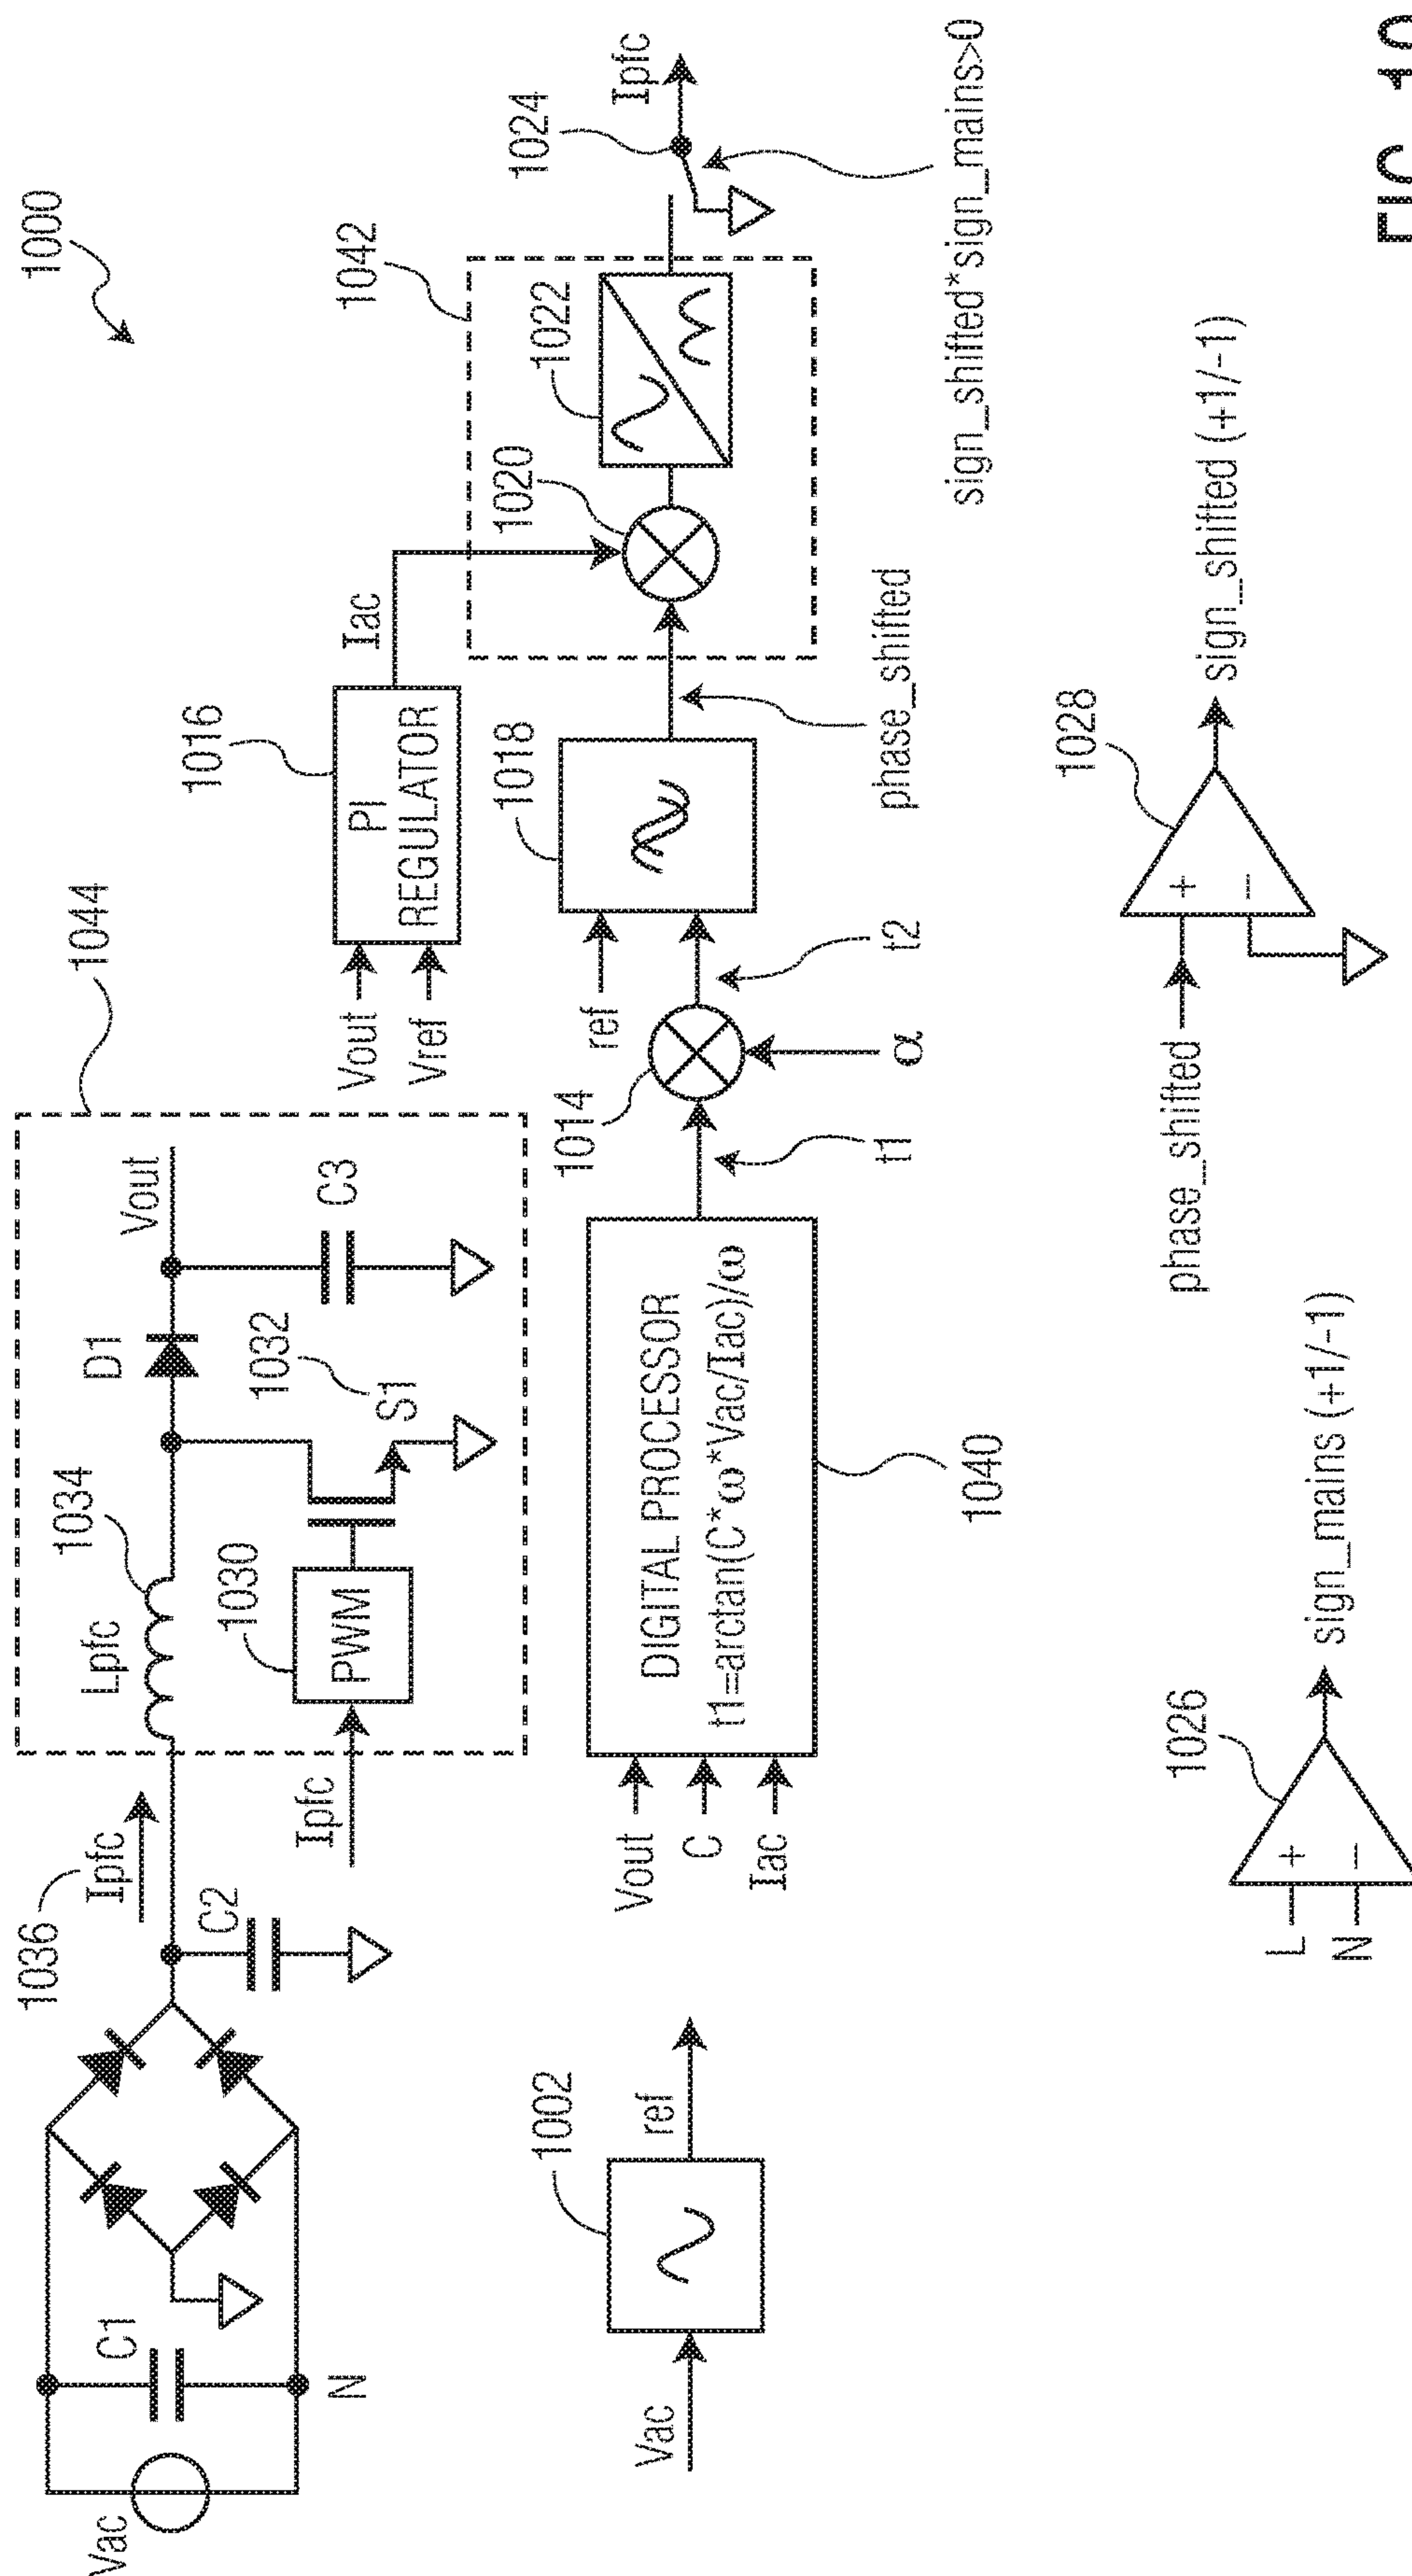 1000
1044
Vac
C1
N
1036
Ipfc
C2
Lpfc
1034
D1
Vout
1030
PWM
Ipfc
1032
S1
C3
1016
Vout
Vref
PI
REGULATOR
Iac
1042
1002
Vac
ref
Vout
C
Iac
DIGITAL PROCESSOR
t1=arctan(C*ω*Vac/Iac)/ω
1040
t1
1014
α
t2
ref
1018
phase_shifted
1020
1022
1024
Ipfc
sign_shifted*sign_mains>0
1026
L
N
+
−
sign_mains (+1/-1)
1028
phase_shifted
+
−
sign_shifted (+1/-1)